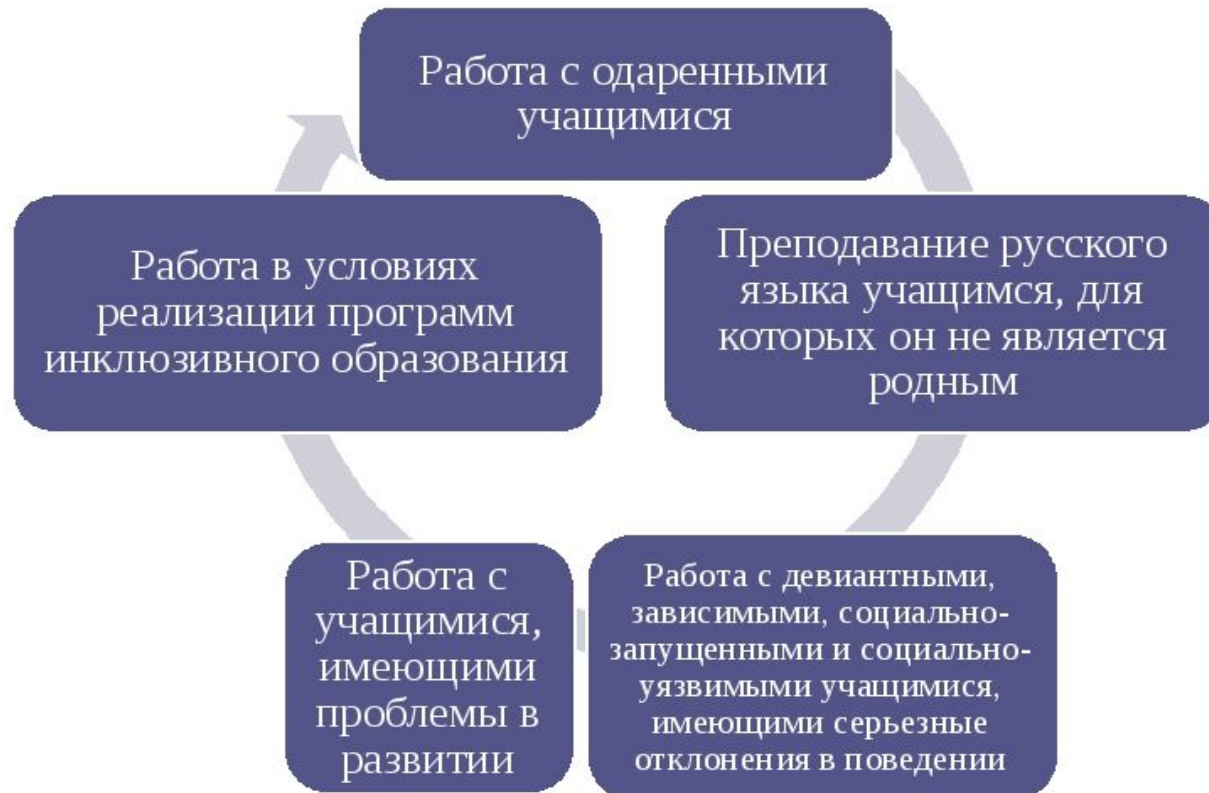 Работа с одаренными
учащимися
Преподавание русского
языка учащимся, для
которых он не является
родным
Работа с девиантными,
зависимыми, социально-
запущенными и социально-
уязвимыми учащимися,
имеющими серьезные
отклонения в поведении
Работа с
учащимися,
имеющими
проблемы в
развитии
Работа в условиях
реализации программ
инклюзивного образования